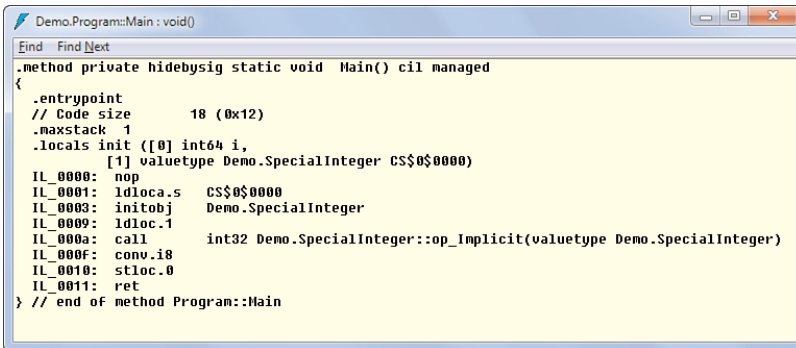 Demo.Program::Main : void()
Find Find Next
.method private hidebysig static void  Main() cil managed
{
  .entrypoint
  // Code size       18 (0x12)
  .maxstack  1
  .locals init ([0] int64 i,
           [1] valuetype Demo.SpecialInteger CS$0$0000)
  IL_0000:  nop
  IL_0001:  ldloca.s   CS$0$0000
  IL_0003:  initobj    Demo.SpecialInteger
  IL_0009:  ldloc.1
  IL_000a:  call       int32 Demo.SpecialInteger::op_Implicit(valuetype Demo.SpecialInteger)
  IL_000f:  conv.i8
  IL_0010:  stloc.0
  IL_0011:  ret
} // end of method Program::Main